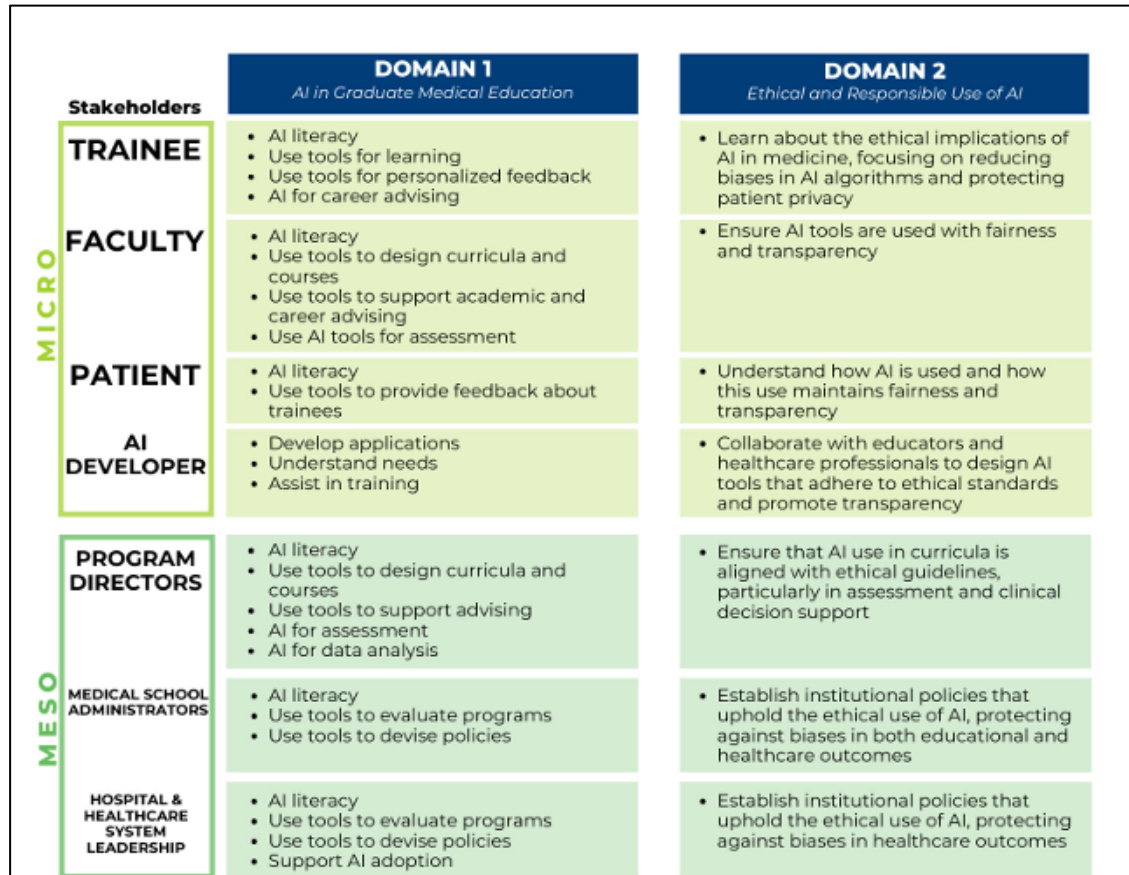 DOMAIN 1
AI in Graduate Medical Education
DOMAIN 2
Ethical and Responsible Use of AI
Stakeholders
MICRO
TRAINEE
• AI literacy
• Use tools for learning
• Use tools for personalized feedback
• AI for career advising
• Learn about the ethical implications of
AI in medicine, focusing on reducing
biases in AI algorithms and protecting
patient privacy
FACULTY
• AI literacy
• Use tools to design curricula and
courses
• Use tools to support academic and
career advising
• Use AI tools for assessment
• Ensure AI tools are used with fairness
and transparency
PATIENT
• AI literacy
• Use tools to provide feedback about
trainees
• Understand how AI is used and how
this use maintains fairness and
transparency
AI
DEVELOPER
• Develop applications
• Understand needs
• Assist in training
• Collaborate with educators and
healthcare professionals to design AI
tools that adhere to ethical standards
and promote transparency
MESO
PROGRAM
DIRECTORS
• AI literacy
• Use tools to design curricula and
courses
• Use tools to support advising
• AI for assessment
• AI for data analysis
• Ensure that AI use in curricula is
aligned with ethical guidelines,
particularly in assessment and clinical
decision support
MEDICAL SCHOOL
ADMINISTRATORS
• AI literacy
• Use tools to evaluate programs
• Use tools to devise policies
• Establish institutional policies that
uphold the ethical use of AI, protecting
against biases in both educational and
healthcare outcomes
HOSPITAL &
HEALTHCARE
SYSTEM
LEADERSHIP
• AI literacy
• Use tools to evaluate programs
• Use tools to devise policies
• Support AI adoption
• Establish institutional policies that
uphold the ethical use of AI, protecting
against biases in healthcare outcomes